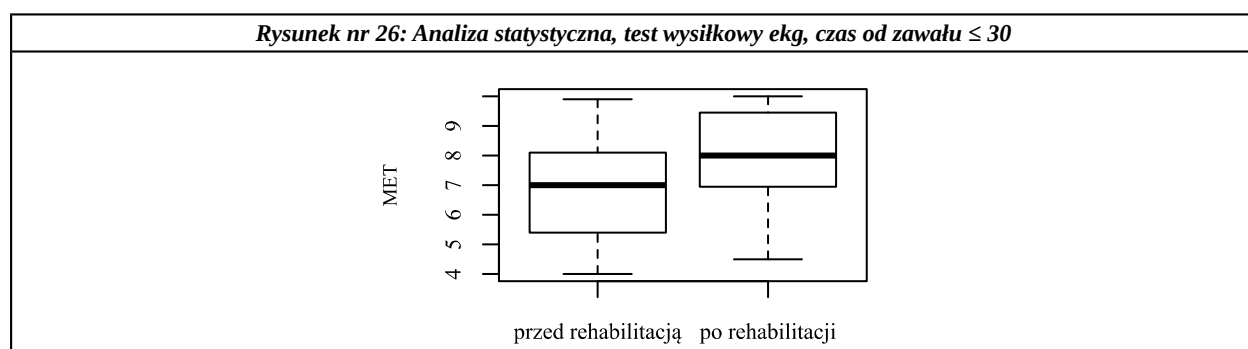 Rysunek nr 26: Analiza statystyczna, test wysiłkowy ekg, czas od zawału ≤ 30
MET
9
8
7
6
5
4
przed rehabilitacją po rehabilitacji